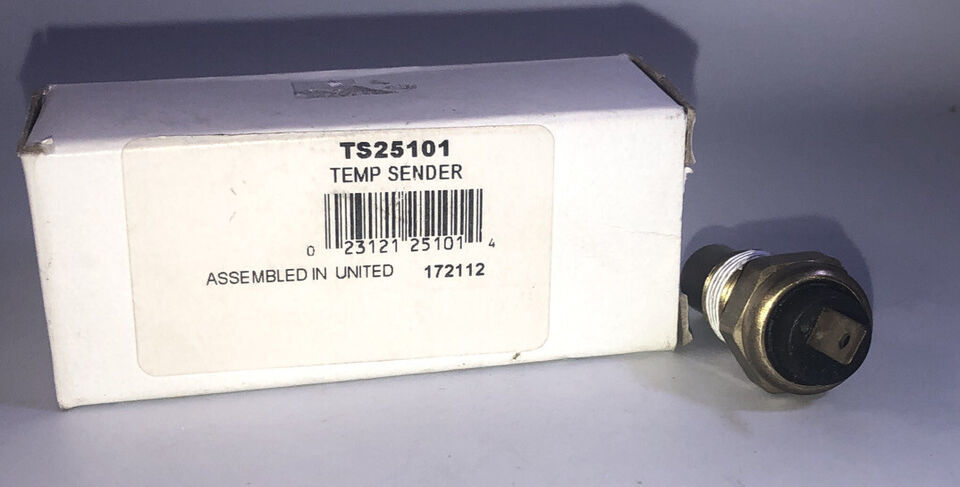 TS25101
TEMP SENDER
0 23121 25101 4
ASSEMBLED IN UNITED 172112